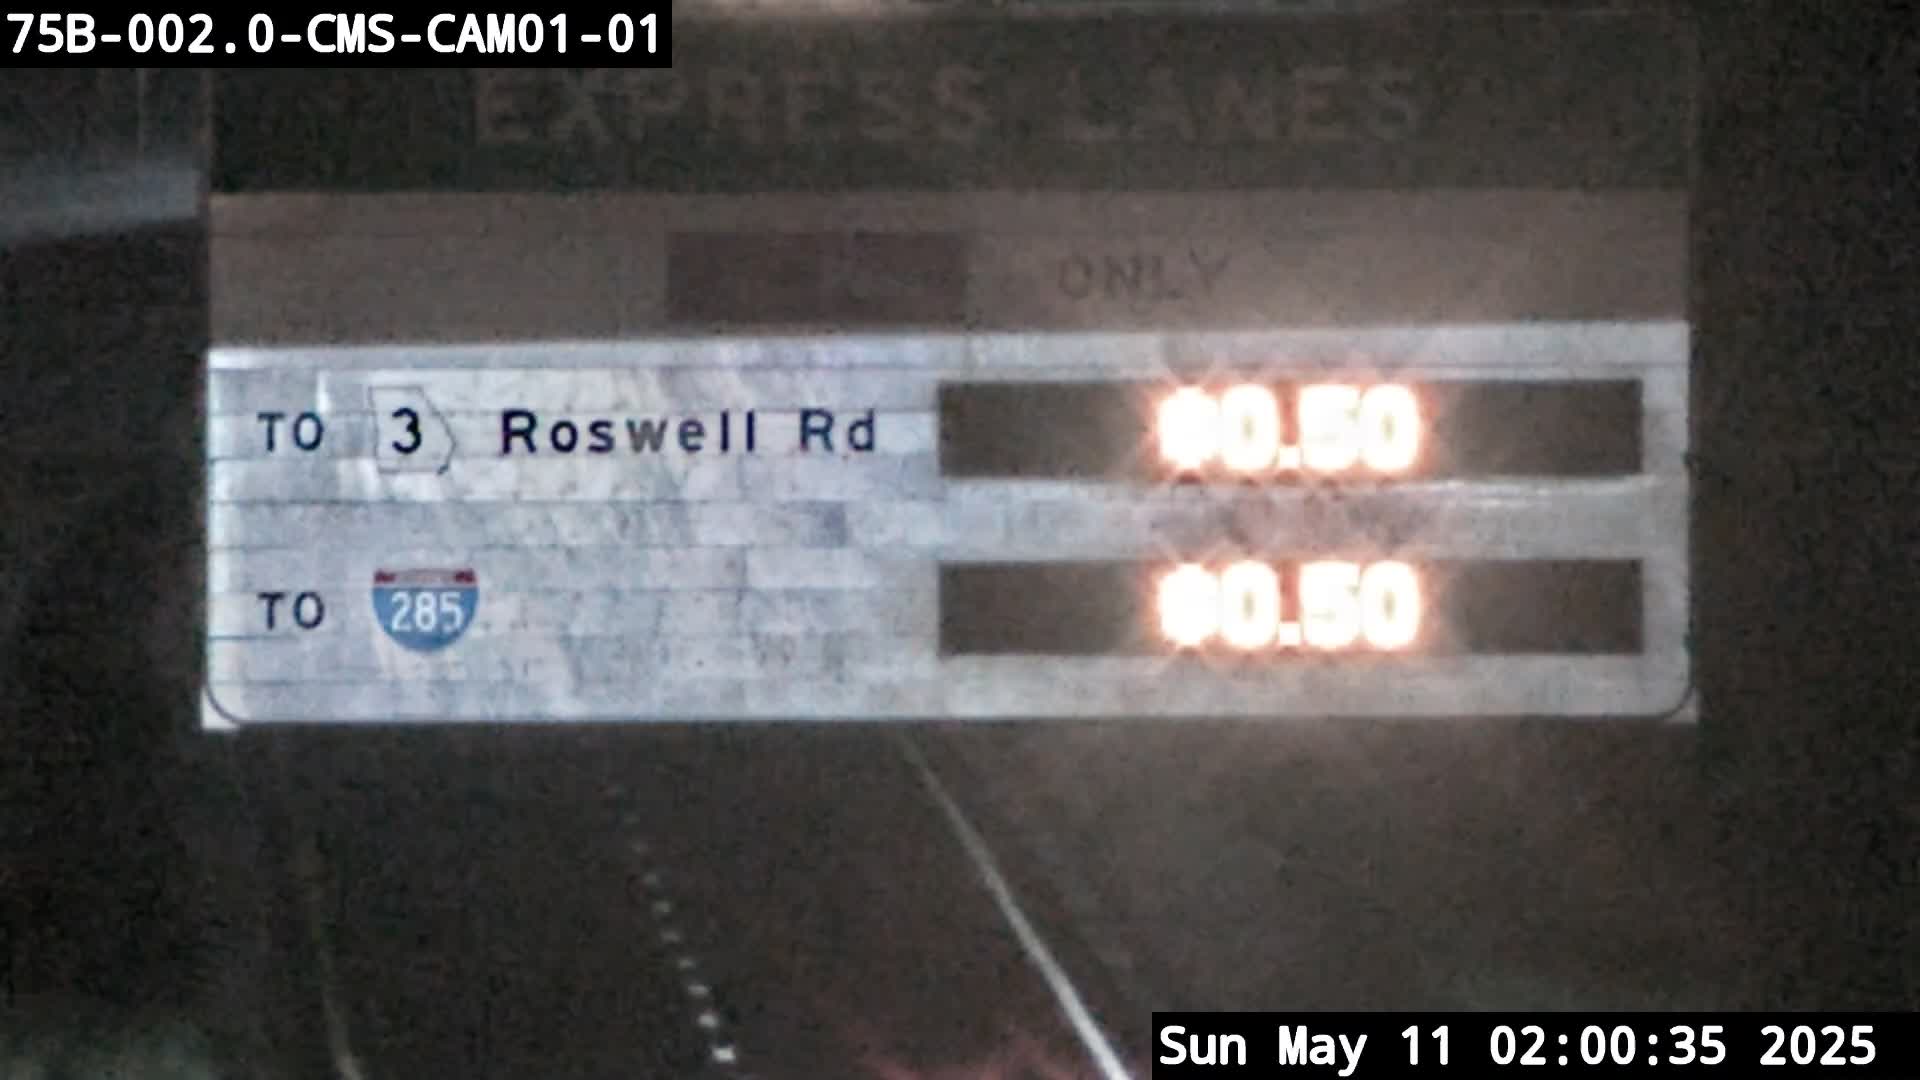 75B-002.0-CMS-CAM01-01
EXPRESS LANES
ONLY
TO 3 Roswell Rd $0.50
TO 285 $0.50
Sun May 11 02:00:35 2025